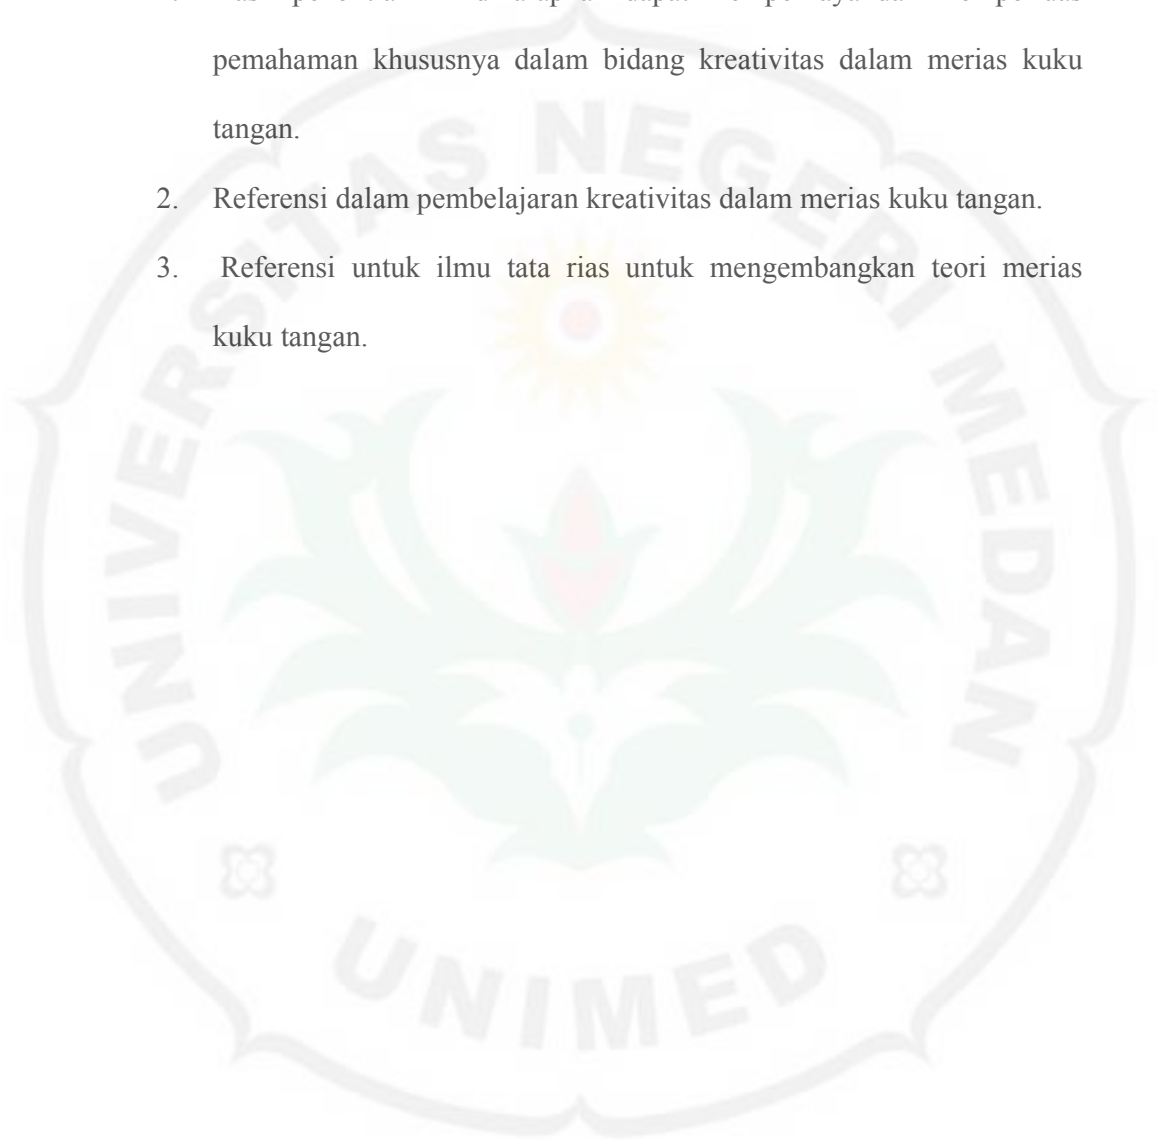 pemahaman khususnya dalam bidang kreativitas dalam merias kuku
tangan.
2. Referensi dalam pembelajaran kreativitas dalam merias kuku tangan.
3. Referensi untuk ilmu tata rias untuk mengembangkan teori merias
kuku tangan.
UNIVERSITAS NEGERI MEDAN
UNIMED